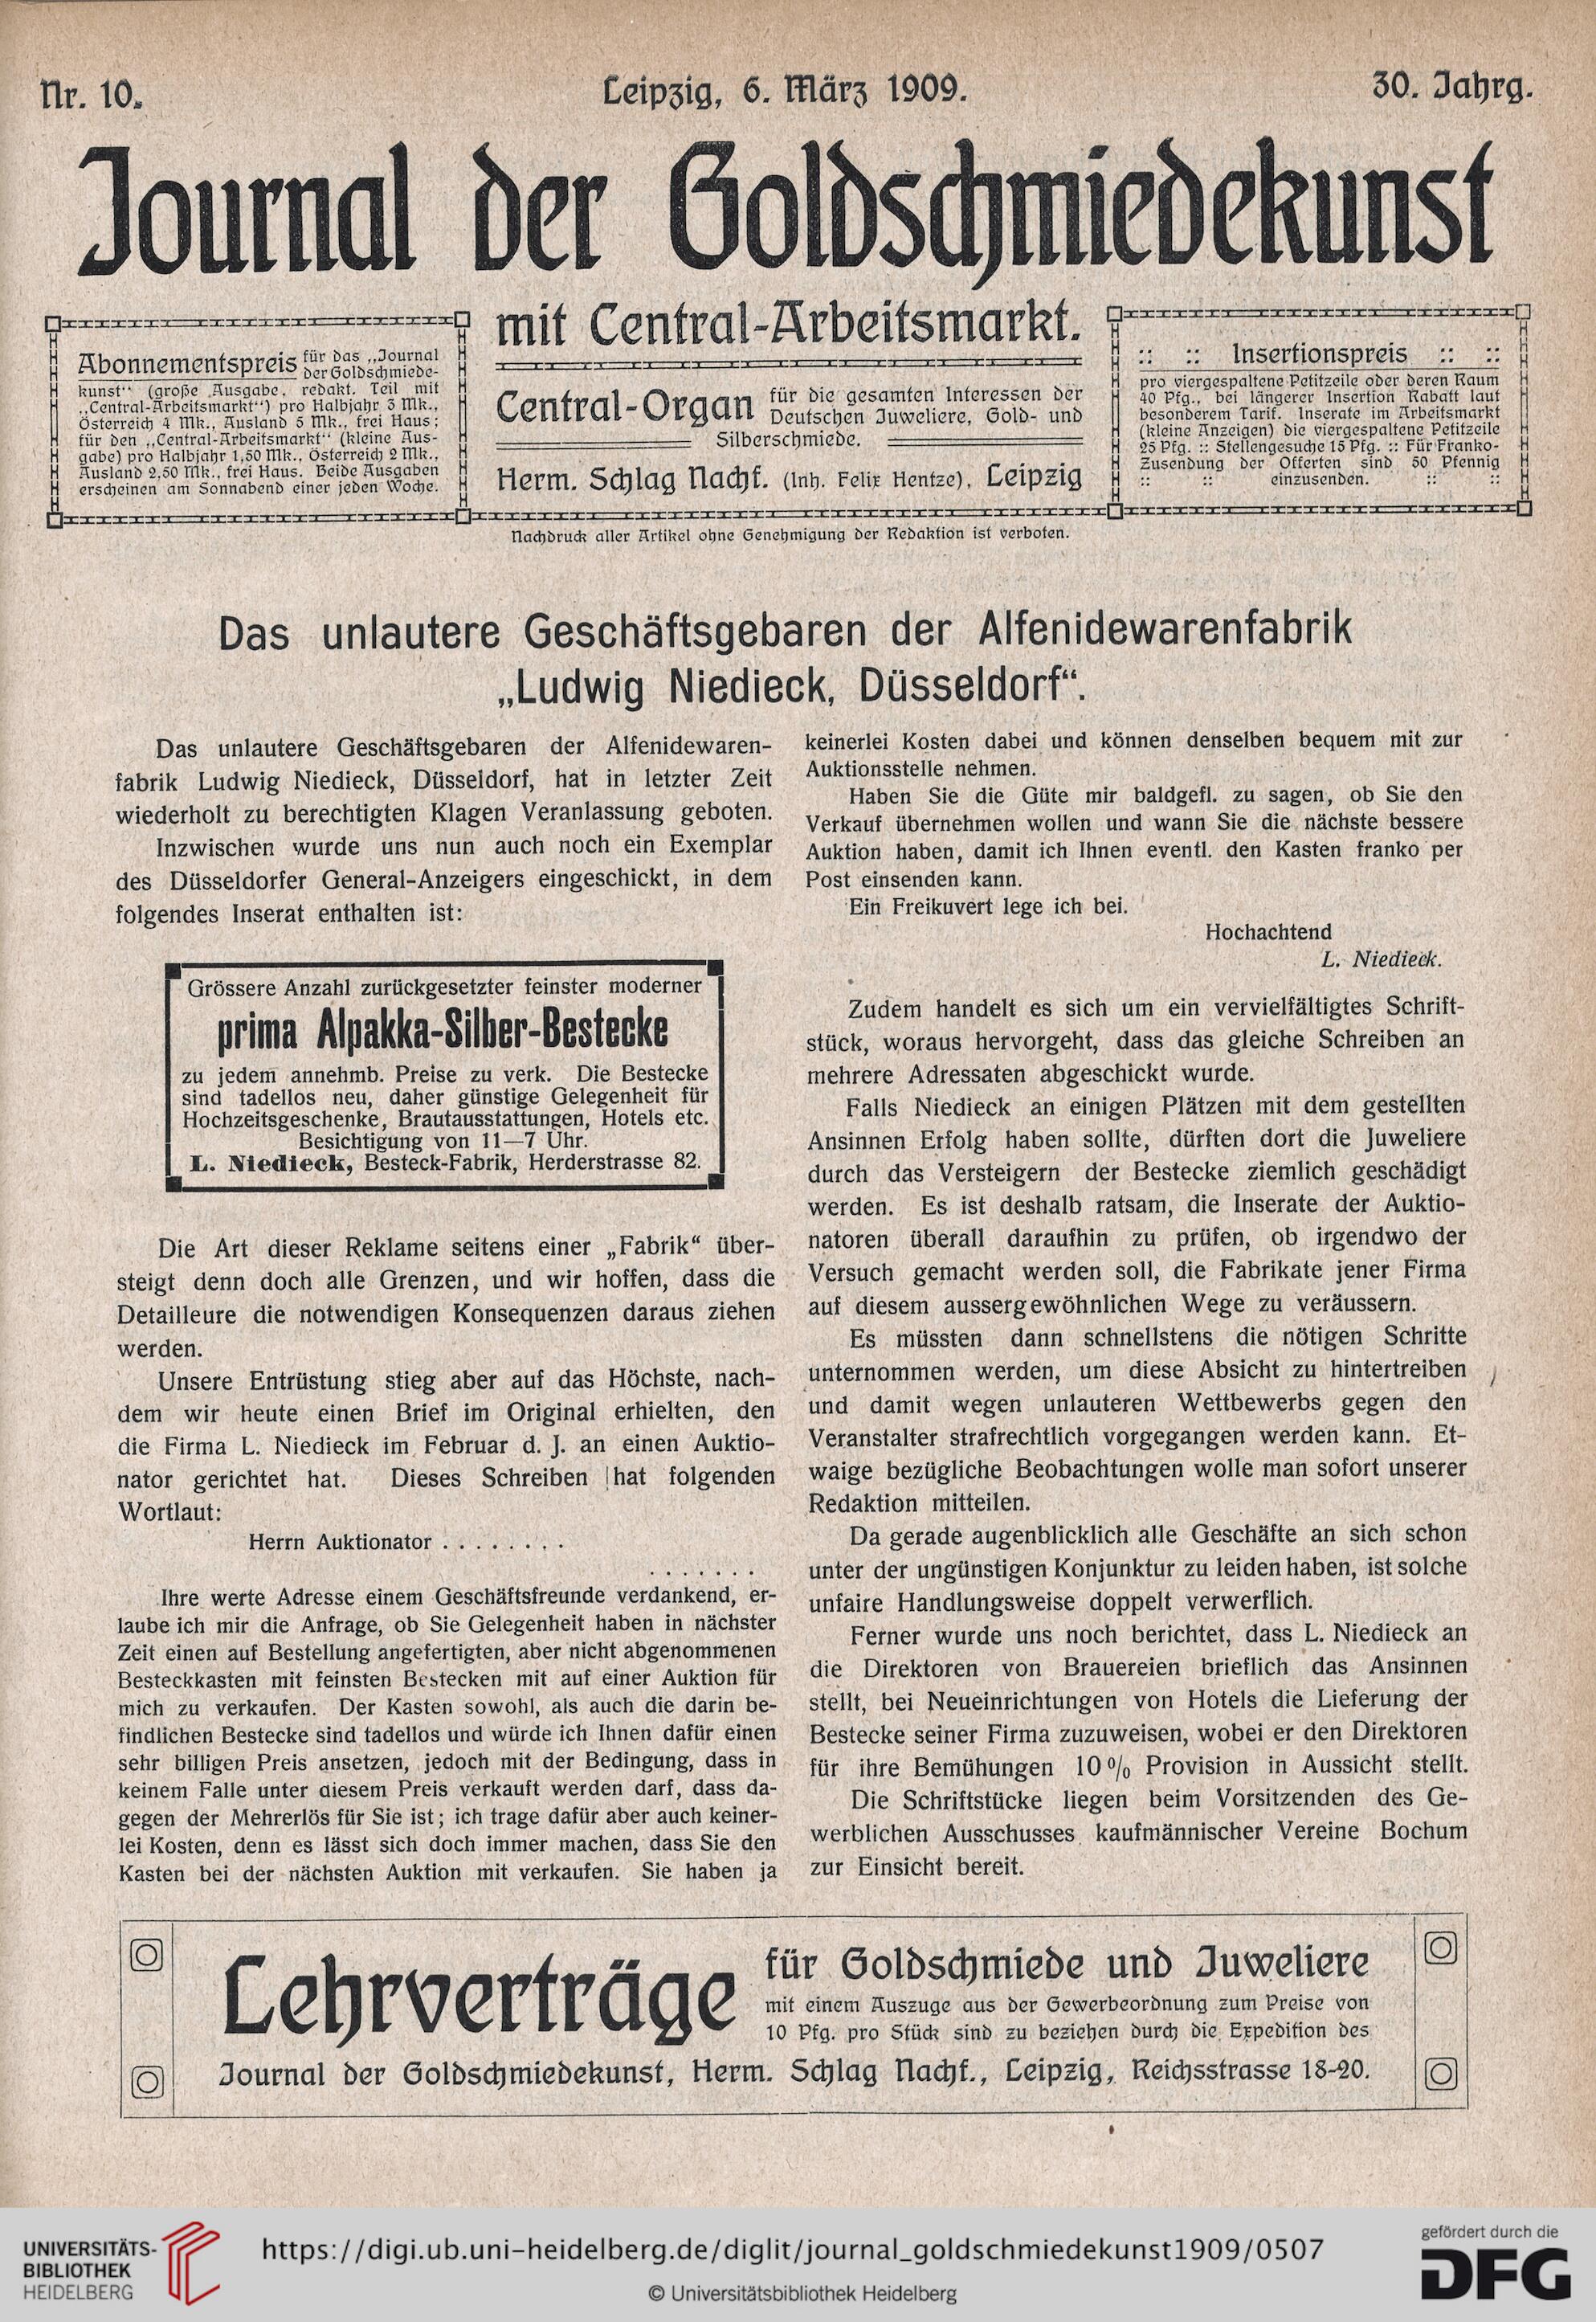 Nr. 10.
Leipzig, 6. März 1909.
30. Jahrg.
Journal der Goldschmiedekunst
mit Central-Arbeitsmarkt.
Abonnementspreis für das „Journal
der Goldschmiede-
kunst“ (große Ausgabe, redakt. Teil mit
„Central-Arbeitsmarkt“) pro Halbjahr 3 Mk.,
Österreich 4 Mk., Ausland 5 Mk., frei Haus;
für den „Central-Arbeitsmarkt“ (kleine Aus-
gabe) pro Halbjahr 1,50 Mk., Österreich 2 Mk.,
Ausland 2,50 Mk., frei Haus. Beide Ausgaben
erscheinen am Sonnabend einer jeden Woche.
Central-Organ für die gesamten Interessen der
Deutschen Juweliere, Gold- und
Silberschmiede.
Herm. Schlag Nachf. (Inh. Felix Hentze), Leipzig
:: :: Insertionspreis :: ::
pro viergespaltene Petitzeile oder deren Raum
40 Pfg., bei längerer Insertion Rabatt laut
besonderem Tarif. Inserate im Arbeitsmarkt
(kleine Anzeigen) die viergespaltene Petitzeile
25 Pfg. :: Stellengesuche 15 Pfg. :: Für Franko-
Zusendung der Offerten sind 50 Pfennig
:: :: einzusenden. :: ::
Nachdruck aller Artikel ohne Genehmigung der Redaktion ist verboten.
Das unlautere Geschäftsgebaren der Alfenidewarenfabrik
„Ludwig Niedieck, Düsseldorf“.
Das unlautere Geschäftsgebaren der Alfenidewaren-
fabrik Ludwig Niedieck, Düsseldorf, hat in letzter Zeit
wiederholt zu berechtigten Klagen Veranlassung geboten.
Inzwischen wurde uns nun auch noch ein Exemplar
des Düsseldorfer General-Anzeigers eingeschickt, in dem
folgendes Inserat enthalten ist:
Grössere Anzahl zurückgesetzter feinster moderner
prima Alpakka-Silber-Bestecke
zu jedem annehmb. Preise zu verk. Die Bestecke
sind tadellos neu, daher günstige Gelegenheit für
Hochzeitsgeschenke, Brautausstattungen, Hotels etc.
Besichtigung von 11—7 Uhr.
L. Niedieck, Besteck-Fabrik, Herderstrasse 82.
Die Art dieser Reklame seitens einer „Fabrik“ über-
steigt denn doch alle Grenzen, und wir hoffen, dass die
Detailleure die notwendigen Konsequenzen daraus ziehen
werden.
Unsere Entrüstung stieg aber auf das Höchste, nach-
dem wir heute einen Brief im Original erhielten, den
die Firma L. Niedieck im Februar d. J. an einen Auktio-
nator gerichtet hat. Dieses Schreiben hat folgenden
Wortlaut:
Herrn Auktionator . . . . . . . .
. . . . . . .
Ihre werte Adresse einem Geschäftsfreunde verdankend, er-
laube ich mir die Anfrage, ob Sie Gelegenheit haben in nächster
Zeit einen auf Bestellung angefertigten, aber nicht abgenommenen
Besteckkasten mit feinsten Bestecken mit auf einer Auktion für
mich zu verkaufen. Der Kasten sowohl, als auch die darin be-
findlichen Bestecke sind tadellos und würde ich Ihnen dafür einen
sehr billigen Preis ansetzen, jedoch mit der Bedingung, dass in
keinem Falle unter diesem Preis verkauft werden darf, dass da-
gegen der Mehrerlös für Sie ist; ich trage dafür aber auch keiner-
lei Kosten, denn es lässt sich doch immer machen, dass Sie den
Kasten bei der nächsten Auktion mit verkaufen. Sie haben ja
keinerlei Kosten dabei und können denselben bequem mit zur
Auktionsstelle nehmen.
Haben Sie die Güte mir baldgefl. zu sagen, ob Sie den
Verkauf übernehmen wollen und wann Sie die nächste bessere
Auktion haben, damit ich Ihnen eventl. den Kasten franko per
Post einsenden kann.
Ein Freikuvert lege ich bei.
Hochachtend
L. Niedieck.
Zudem handelt es sich um ein vervielfältigtes Schrift-
stück, woraus hervorgeht, dass das gleiche Schreiben an
mehrere Adressaten abgeschickt wurde.
Falls Niedieck an einigen Plätzen mit dem gestellten
Ansinnen Erfolg haben sollte, dürften dort die Juweliere
durch das Versteigern der Bestecke ziemlich geschädigt
werden. Es ist deshalb ratsam, die Inserate der Auktio-
natoren überall daraufhin zu prüfen, ob irgendwo der
Versuch gemacht werden soll, die Fabrikate jener Firma
auf diesem aussergewöhnlichen Wege zu veräussern.
Es müssten dann schnellstens die nötigen Schritte
unternommen werden, um diese Absicht zu hintertreiben
und damit wegen unlauteren Wettbewerbs gegen den
Veranstalter strafrechtlich vorgegangen werden kann. Et-
waige bezügliche Beobachtungen wolle man sofort unserer
Redaktion mitteilen.
Da gerade augenblicklich alle Geschäfte an sich schon
unter der ungünstigen Konjunktur zu leiden haben, ist solche
unfaire Handlungsweise doppelt verwerflich.
Ferner wurde uns noch berichtet, dass L. Niedieck an
die Direktoren von Brauereien brieflich das Ansinnen
stellt, bei Neueinrichtungen von Hotels die Lieferung der
Bestecke seiner Firma zuzuweisen, wobei er den Direktoren
für ihre Bemühungen 10% Provision in Aussicht stellt.
Die Schriftstücke liegen beim Vorsitzenden des Ge-
werblichen Ausschusses kaufmännischer Vereine Bochum
zur Einsicht bereit.
Lehrverträge für Goldschmiede und Juweliere
mit einem Auszuge aus der Gewerbeordnung zum Preise von
10 Pfg. pro Stück sind zu beziehen durch die Expedition des
Journal der Goldschmiedekunst, Herm. Schlag Nachf., Leipzig, Reichsstrasse 18-20.
UNIVERSITÄTS-
BIBLIOTHEK
HEIDELBERG
https://digi.ub.uni-heidelberg.de/diglit/journal_goldschmiedekunst1909/0507
© Universitätsbibliothek Heidelberg
gefördert durch die
DFG